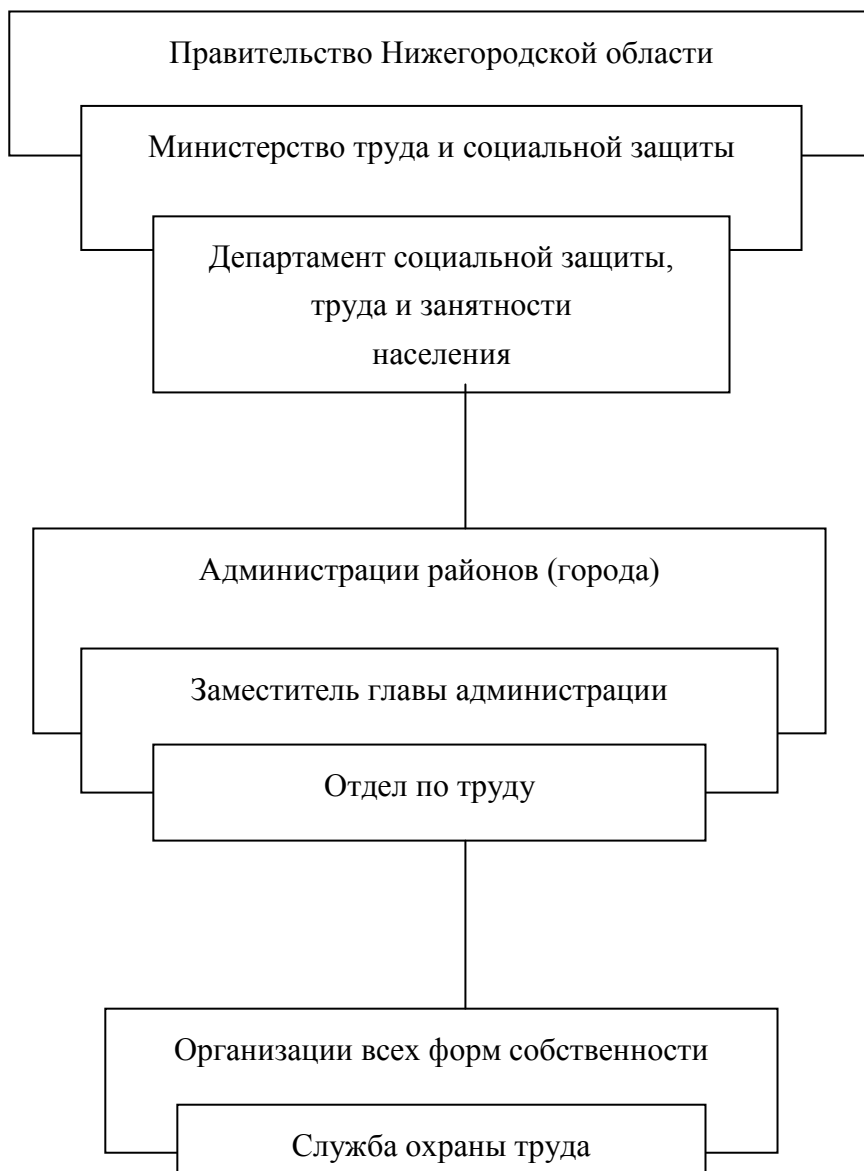 Правительство Нижегородской области
Министерство труда и социальной защиты
Департамент социальной защиты,
труда и занятности
населения
Администрации районов (города)
Заместитель главы администрации
Отдел по труду
Организации всех форм собственности
Служба охраны труда